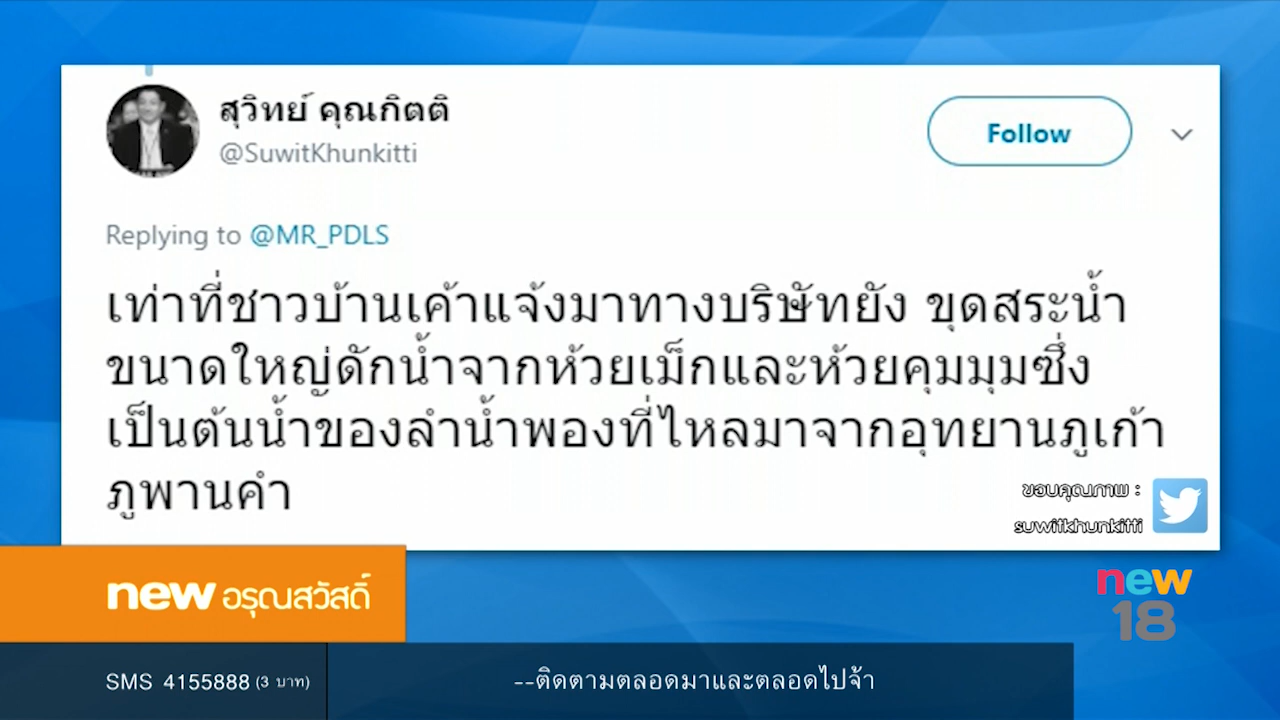 สุวิทย์ คุณกิตติ
@SuwitKhunkitti
Follow
Replying to @MR_PDLS
เท่าที่ชาวบ้านเค้าแจ้งมาทางบริษัทยัง ขุดสระน้ำ
ขนาดใหญ่ดักน้ำจากห้วยเม็กและห้วยคุมมุมซึ่ง
เป็นต้นน้ำของลำน้ำพองที่ไหลมาจากอุทยานภูเก้า
ภูพานคำ
ขอบคุณภาพ :
suwitkhunkitti
new อรุณสวัสดิ์
new
18
SMS 4155888 (3 บาท)
--ติดตามตลอดมาและตลอดไปจ้า